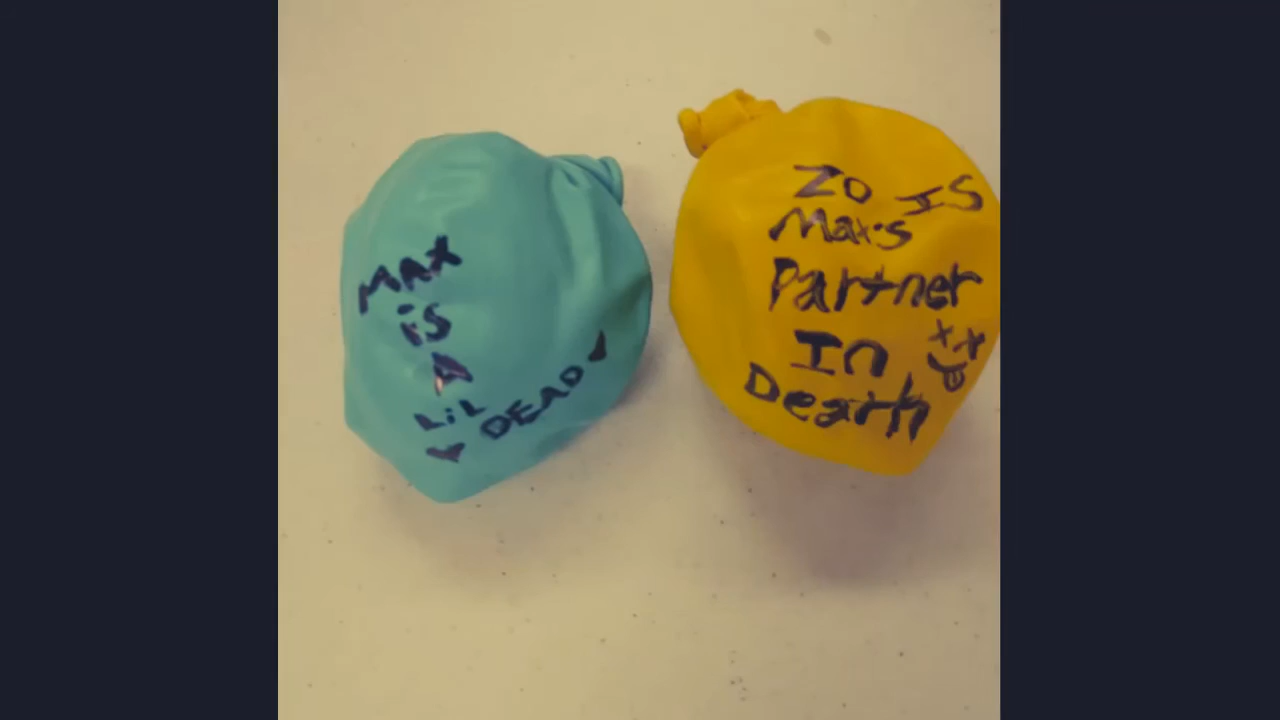 MAX
iS
A
LiL
DEAD
Zo IS
Max's
Partner
In
Death